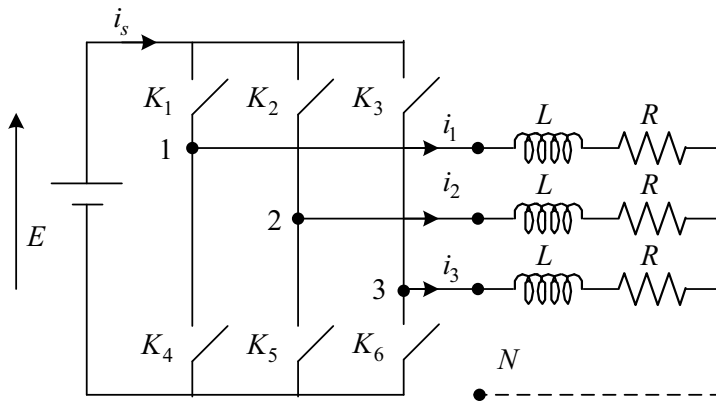 i_s
K_1 K_2 K_3
L R
1 i_1
L R
i_2
2
E
L R
i_3
3
K_4 K_5 K_6
N